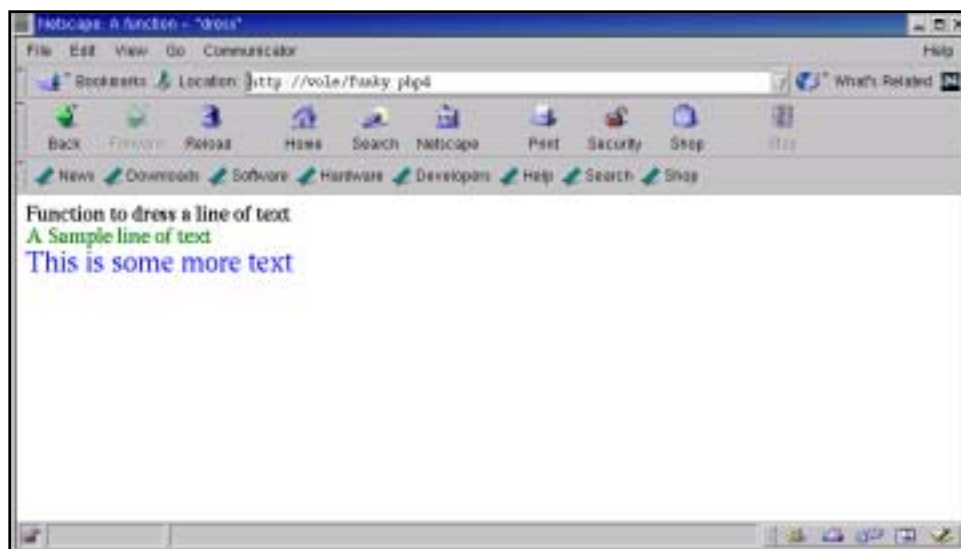 Netscape: A function - "dress"
File Edit View Go Communicator Help
Bookmarks Location: http://vole/funky.php4 What's Related
Back Forward Reload Home Search Netscape Print Security Shop Stop
News Downloads Software Hardware Developers Help Search Shop
Function to dress a line of text
A Sample line of text
This is some more text